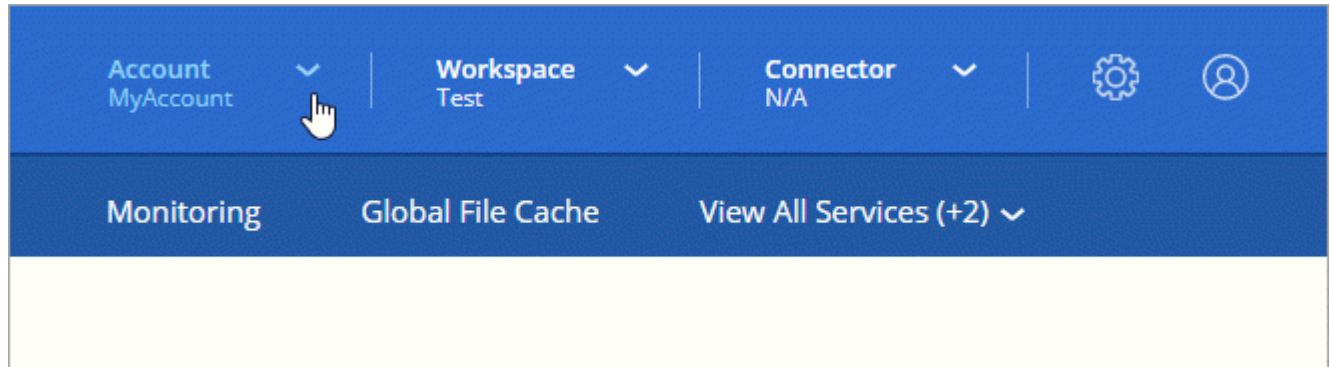 Account
MyAccount
Workspace
Test
Connector
N/A
Monitoring
Global File Cache
View All Services (+2)